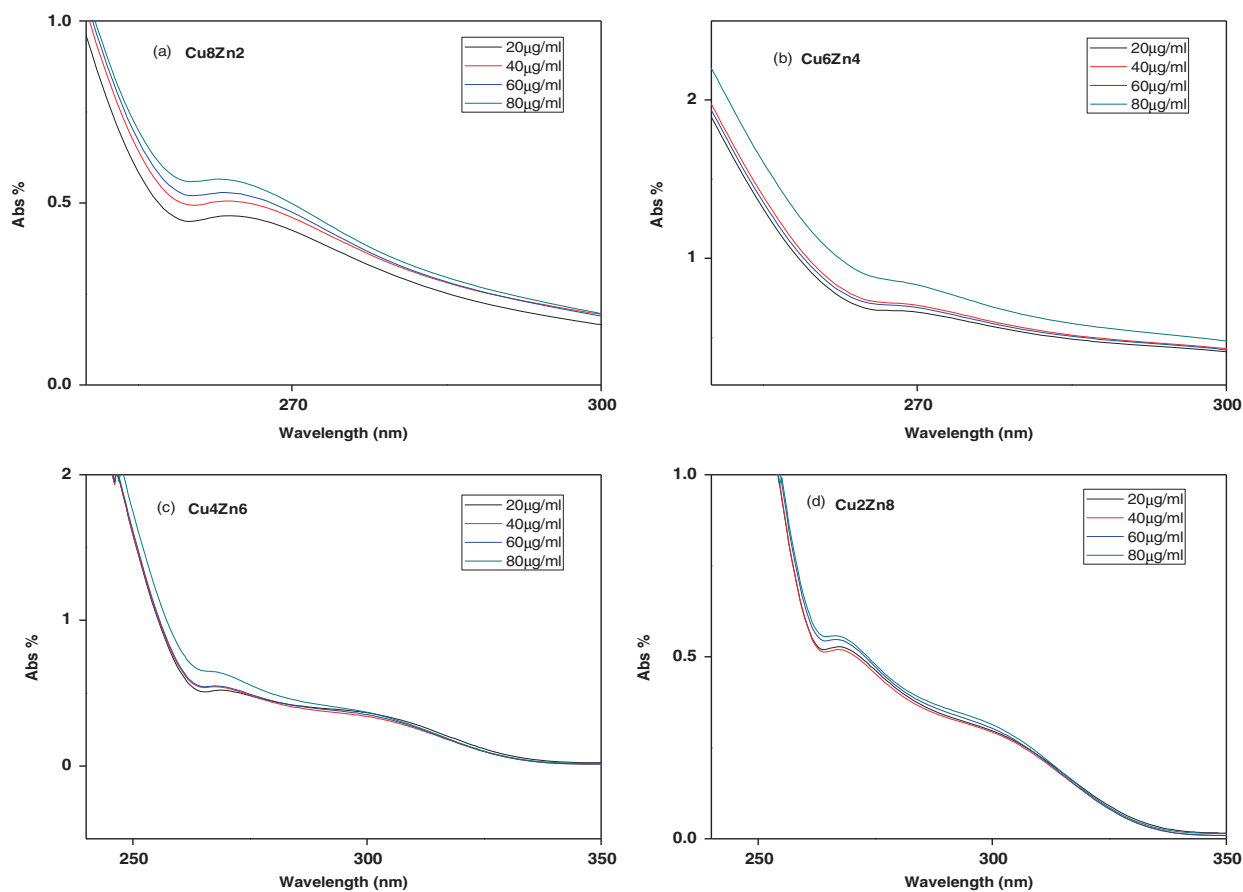 (a) Cu8Zn2
20µg/ml
40µg/ml
60µg/ml
80µg/ml
1.0
0.5
0.0
Abs %
270
300
Wavelength (nm)
(b) Cu6Zn4
20µg/ml
40µg/ml
60µg/ml
80µg/ml
2
1
Abs %
270
300
Wavelength (nm)
(c) Cu4Zn6
20µg/ml
40µg/ml
60µg/ml
80µg/ml
2
1
0
Abs %
250
300
350
Wavelength (nm)
(d) Cu2Zn8
20µg/ml
40µg/ml
60µg/ml
80µg/ml
1.0
0.5
0.0
Abs %
250
300
350
Wavelength (nm)